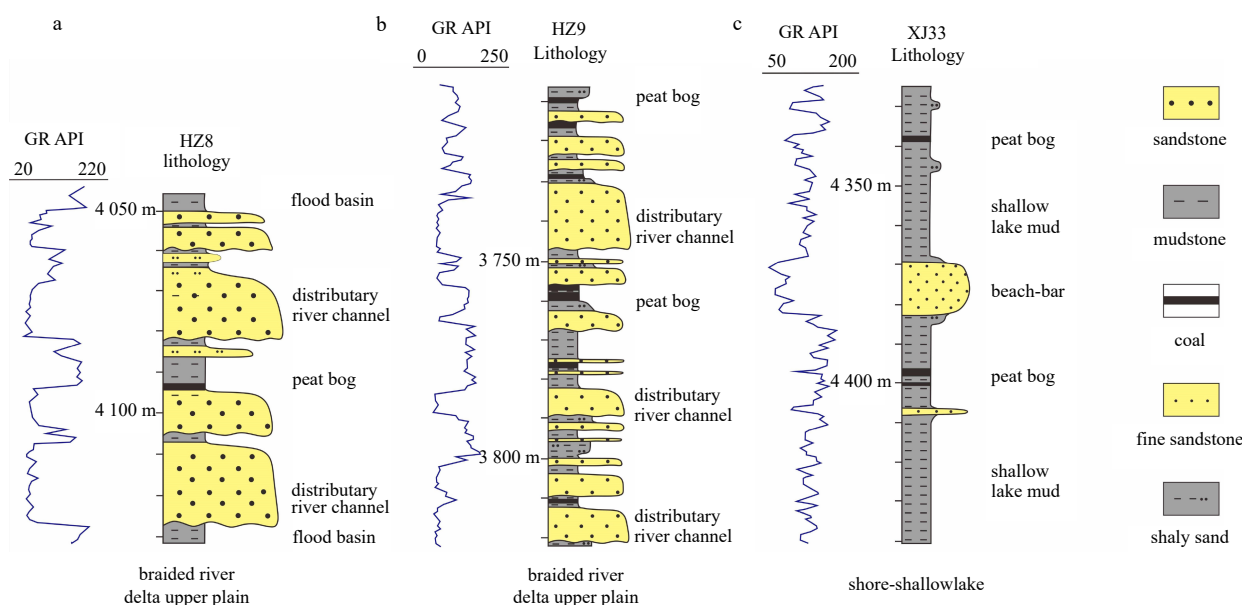 a
GR API
20 220
HZ8
lithology
4 050 m
4 100 m
flood basin
distributary
river channel
peat bog
distributary
river channel
flood basin
braided river
delta upper plain
b
GR API
0 250
HZ9
Lithology
3 750 m
3 800 m
peat bog
distributary
river channel
peat bog
distributary
river channel
distributary
river channel
braided river
delta upper plain
c
GR API
50 200
XJ33
Lithology
4 350 m
4 400 m
peat bog
shallow
lake mud
beach-bar
peat bog
shallow
lake mud
shore-shallowlake
sandstone
mudstone
coal
fine sandstone
shaly sand